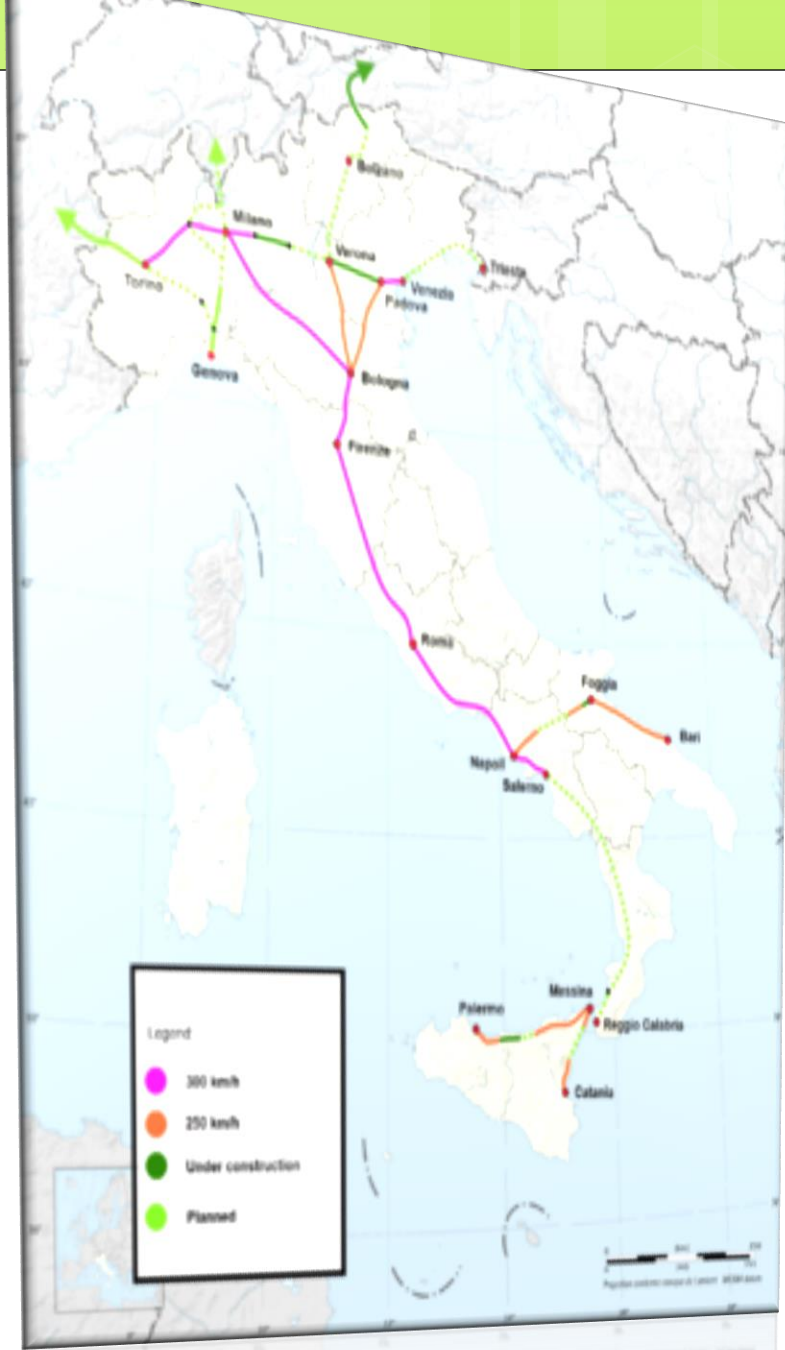 Bolzano
Milano
Verona
Trieste
Torino
Venezia
Padova
Genova
Bologna
Firenze
Roma
Foggia
Bari
Napoli
Salerno
Messina
Palermo
Reggio Calabria
Catania
Legend
300 km/h
250 km/h
Under construction
Planned